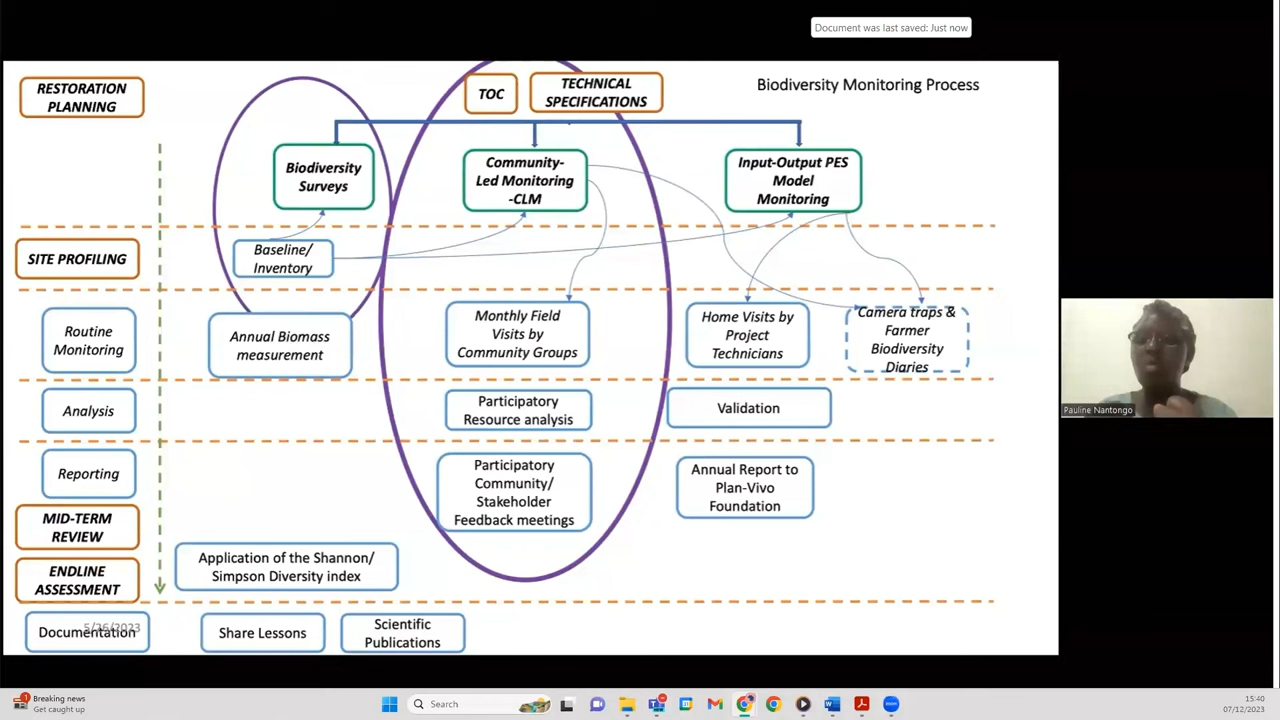 Document was last saved: Just now
Biodiversity Monitoring Process
RESTORATION
PLANNING
TOC
TECHNICAL
SPECIFICATIONS
Biodiversity
Surveys
Community-
Led Monitoring
-CLM
Input-Output PES
Model
Monitoring
SITE PROFILING
Baseline/
Inventory
Routine
Monitoring
Annual Biomass
measurement
Monthly Field
Visits by
Community Groups
Home Visits by
Project
Technicians
Camera traps &
Farmer
Biodiversity
Diaries
Analysis
Participatory
Resource analysis
Validation
Reporting
Participatory
Community/
Stakeholder
Feedback meetings
Annual Report to
Plan-Vivo
Foundation
MID-TERM
REVIEW
ENDLINE
ASSESSMENT
Application of the Shannon/
Simpson Diversity index
5/26/2023
Documentation
Share Lessons
Scientific
Publications
Pauline Nantongo
Breaking news
Get caught up
Search
15:40
07/12/2023